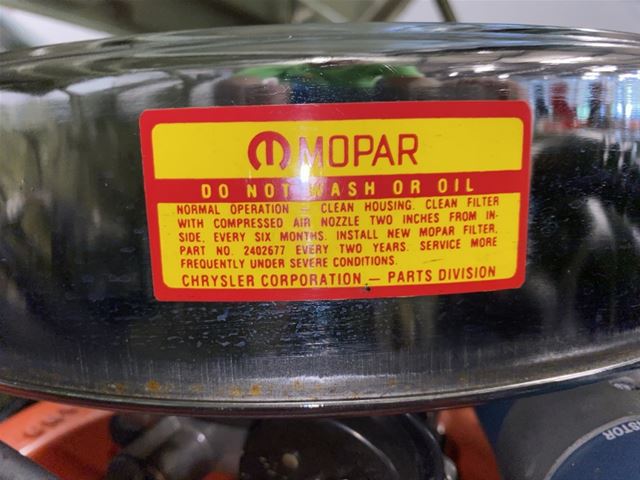 MOPAR
DO NOT WASH OR OIL
NORMAL OPERATION – CLEAN HOUSING. CLEAN FILTER
WITH COMPRESSED AIR NOZZLE TWO INCHES FROM IN-
SIDE, EVERY SIX MONTHS. INSTALL NEW MOPAR FILTER,
PART NO. 2402677 EVERY TWO YEARS. SERVICE MORE
FREQUENTLY UNDER SEVERE CONDITIONS.
CHRYSLER CORPORATION – PARTS DIVISION